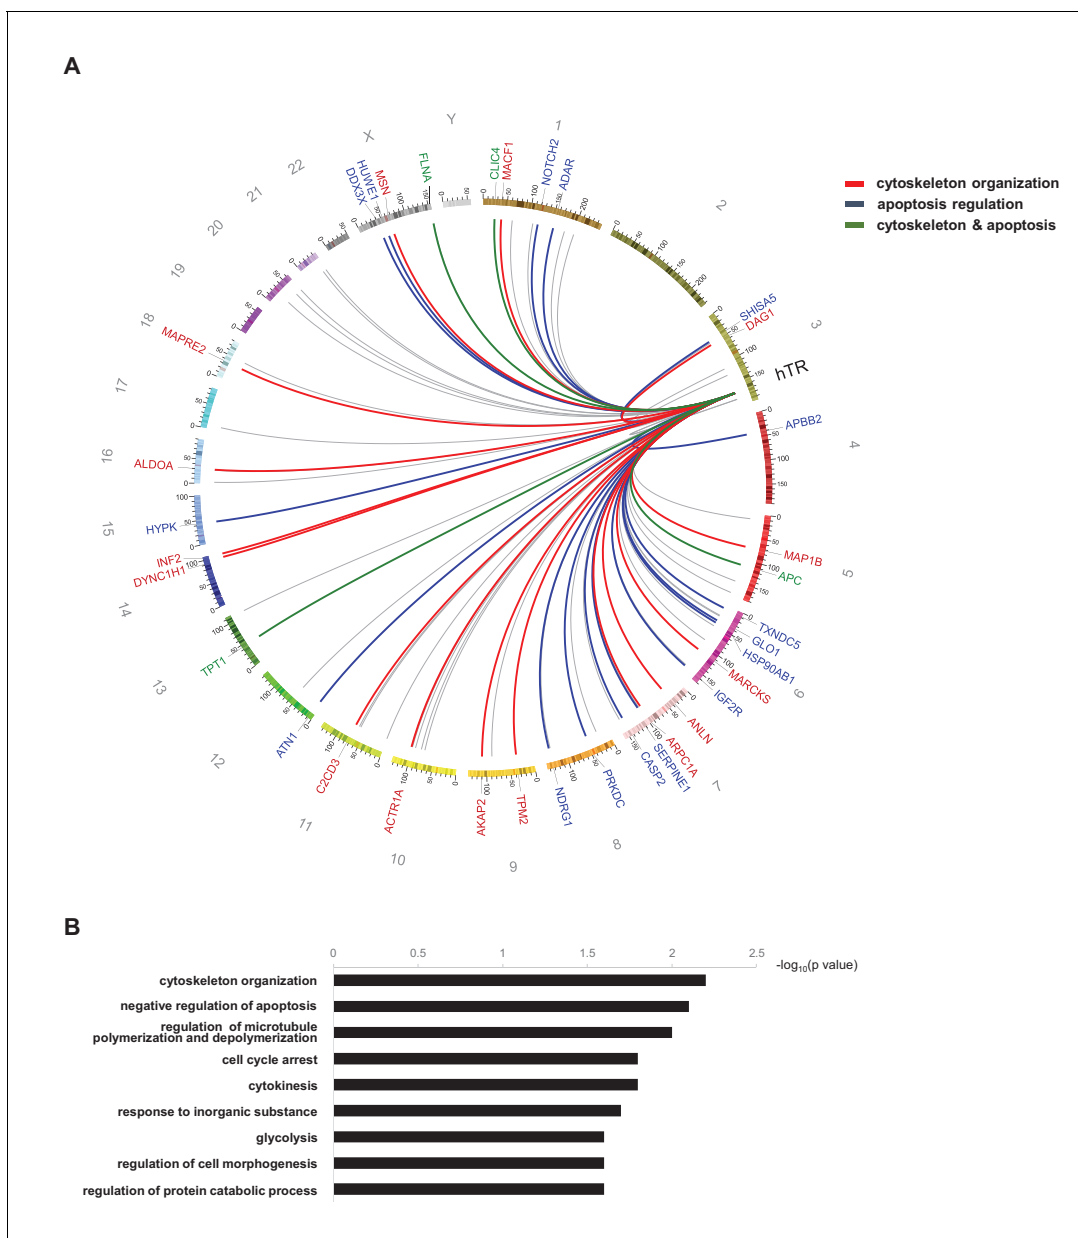 A
Y
1
X
22
21
20
19
18
17
16
15
14
13
12
11
10
9
8
7
6
5
4
3
2
hTR
CLIC4
MACF1
NOTCH2
ADAR
SHISA5
DAG1
APBB2
MAP1B
APC
TXNDC5
GLO1
HSP90AB1
MARCKS
IGF2R
ANLN
ARPC1A
SERPINE1
CASP2
PRKDC
NDRG1
TPM2
AKAP2
ACTR1A
C2CD3
ATN1
TPT1
DYNC1H1
INF2
HYPK
ALDOA
MAPRE2
DDX3X
HUWE1
MSN
FLNA
cytoskeleton organization
apoptosis regulation
cytoskeleton & apoptosis
B
0 0.5 1 1.5 2 2.5
-log10(p value)
cytoskeleton organization
negative regulation of apoptosis
regulation of microtubule
polymerization and depolymerization
cell cycle arrest
cytokinesis
response to inorganic substance
glycolysis
regulation of cell morphogenesis
regulation of protein catabolic process